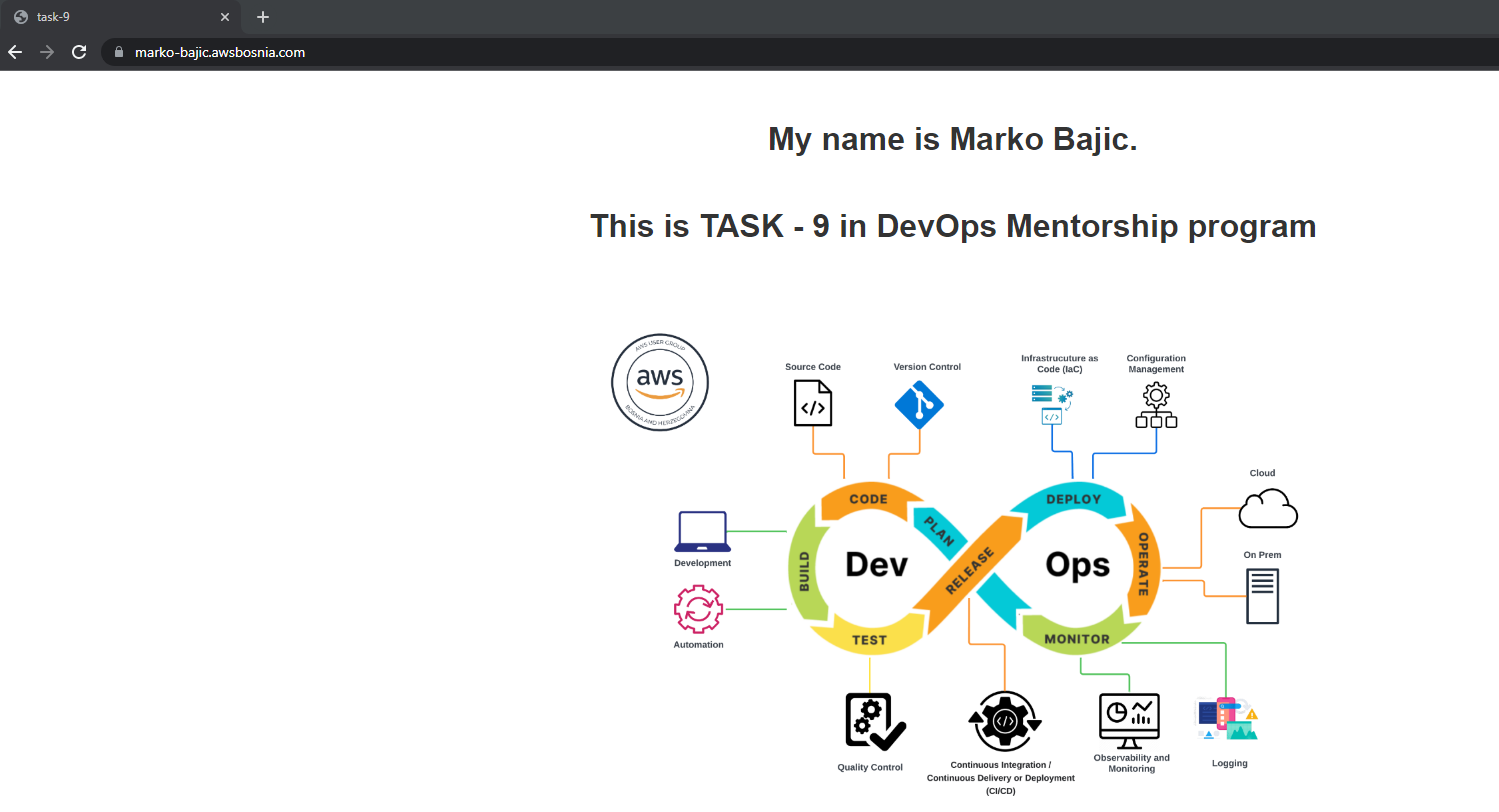 task-9
marko-bajic.awsbosnia.com
My name is Marko Bajic.
This is TASK - 9 in DevOps Mentorship program
AWS USER GROUP
aws
BOSNIA AND HERZEGOVINA
Source Code
Version Control
Infrastrucuture as
Code (IaC)
Configuration
Management
Cloud
On Prem
Development
Automation
CODE
PLAN
BUILD
Dev
TEST
RELEASE
DEPLOY
Ops
OPERATE
MONITOR
Quality Control
Continuous Integration /
Continuous Delivery or Deployment
(CI/CD)
Observability and
Monitoring
Logging